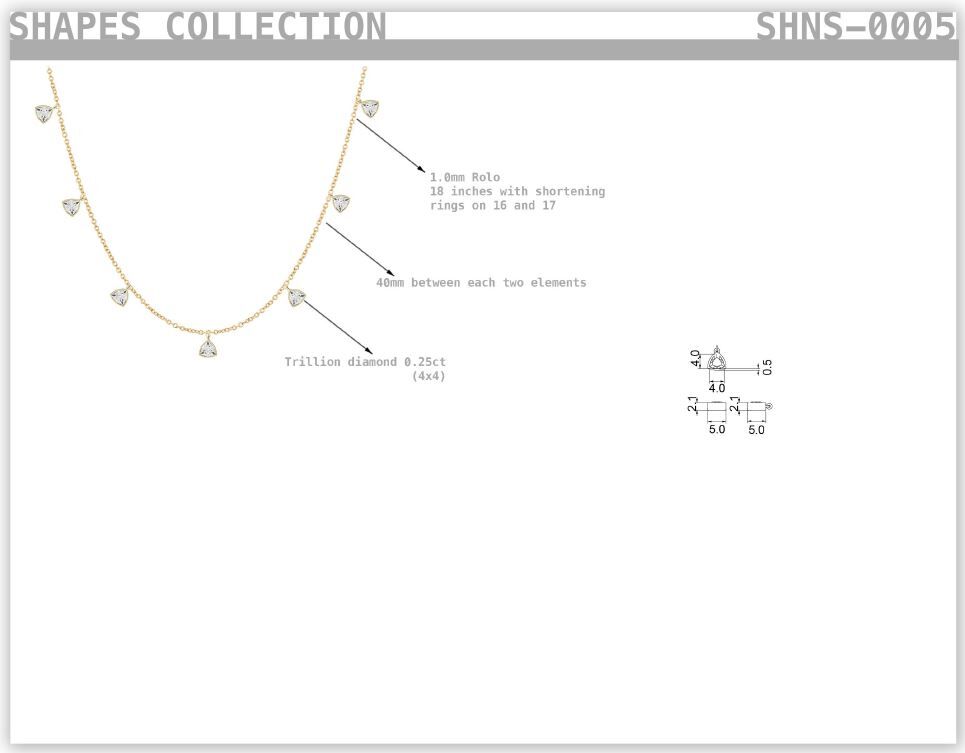 SHAPES COLLECTION
SHNS-0005
1.0mm Rolo
18 inches with shortening
rings on 16 and 17
40mm between each two elements
Trillion diamond 0.25ct
(4x4)
4.0
0.5
4.0
2.1
2.1
5.0
5.0